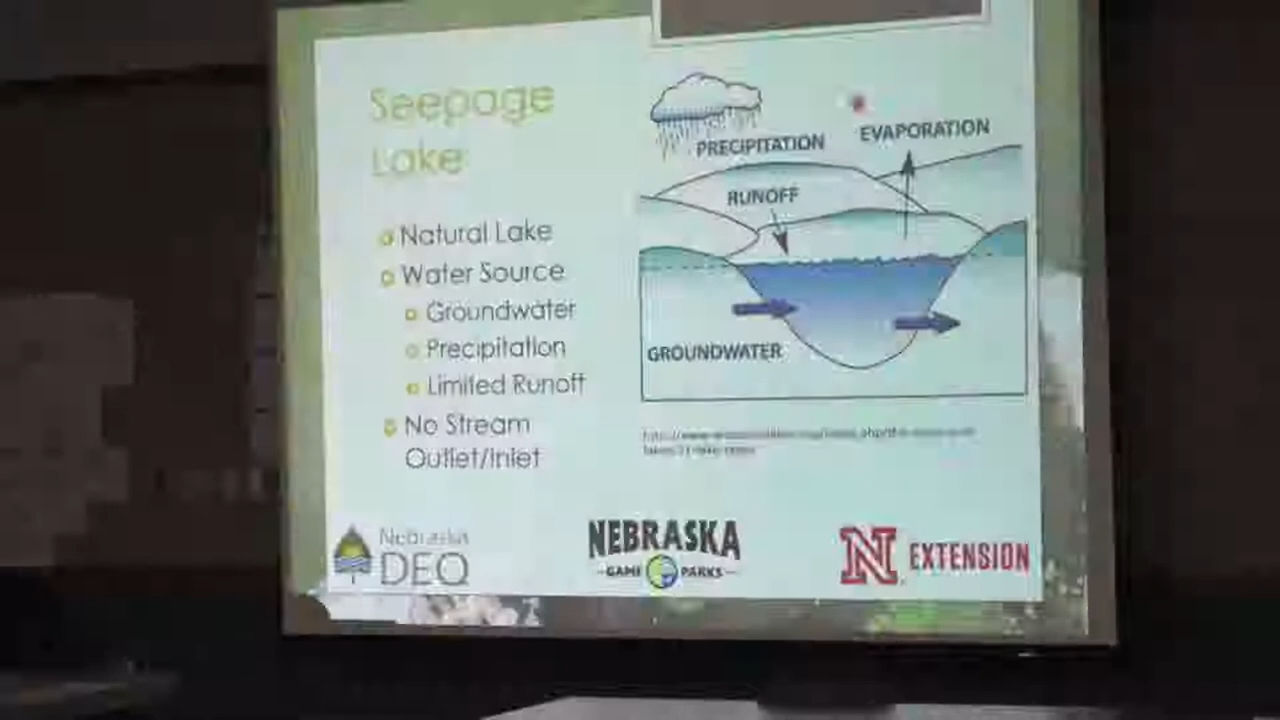 Seepage
Lake
Natural Lake
Water Source
Groundwater
Precipitation
Limited Runoff
No Stream
Outlet/Inlet
PRECIPITATION
EVAPORATION
RUNOFF
GROUNDWATER
Nebraska
DEQ
NEBRASKA
GAME PARKS
N EXTENSION